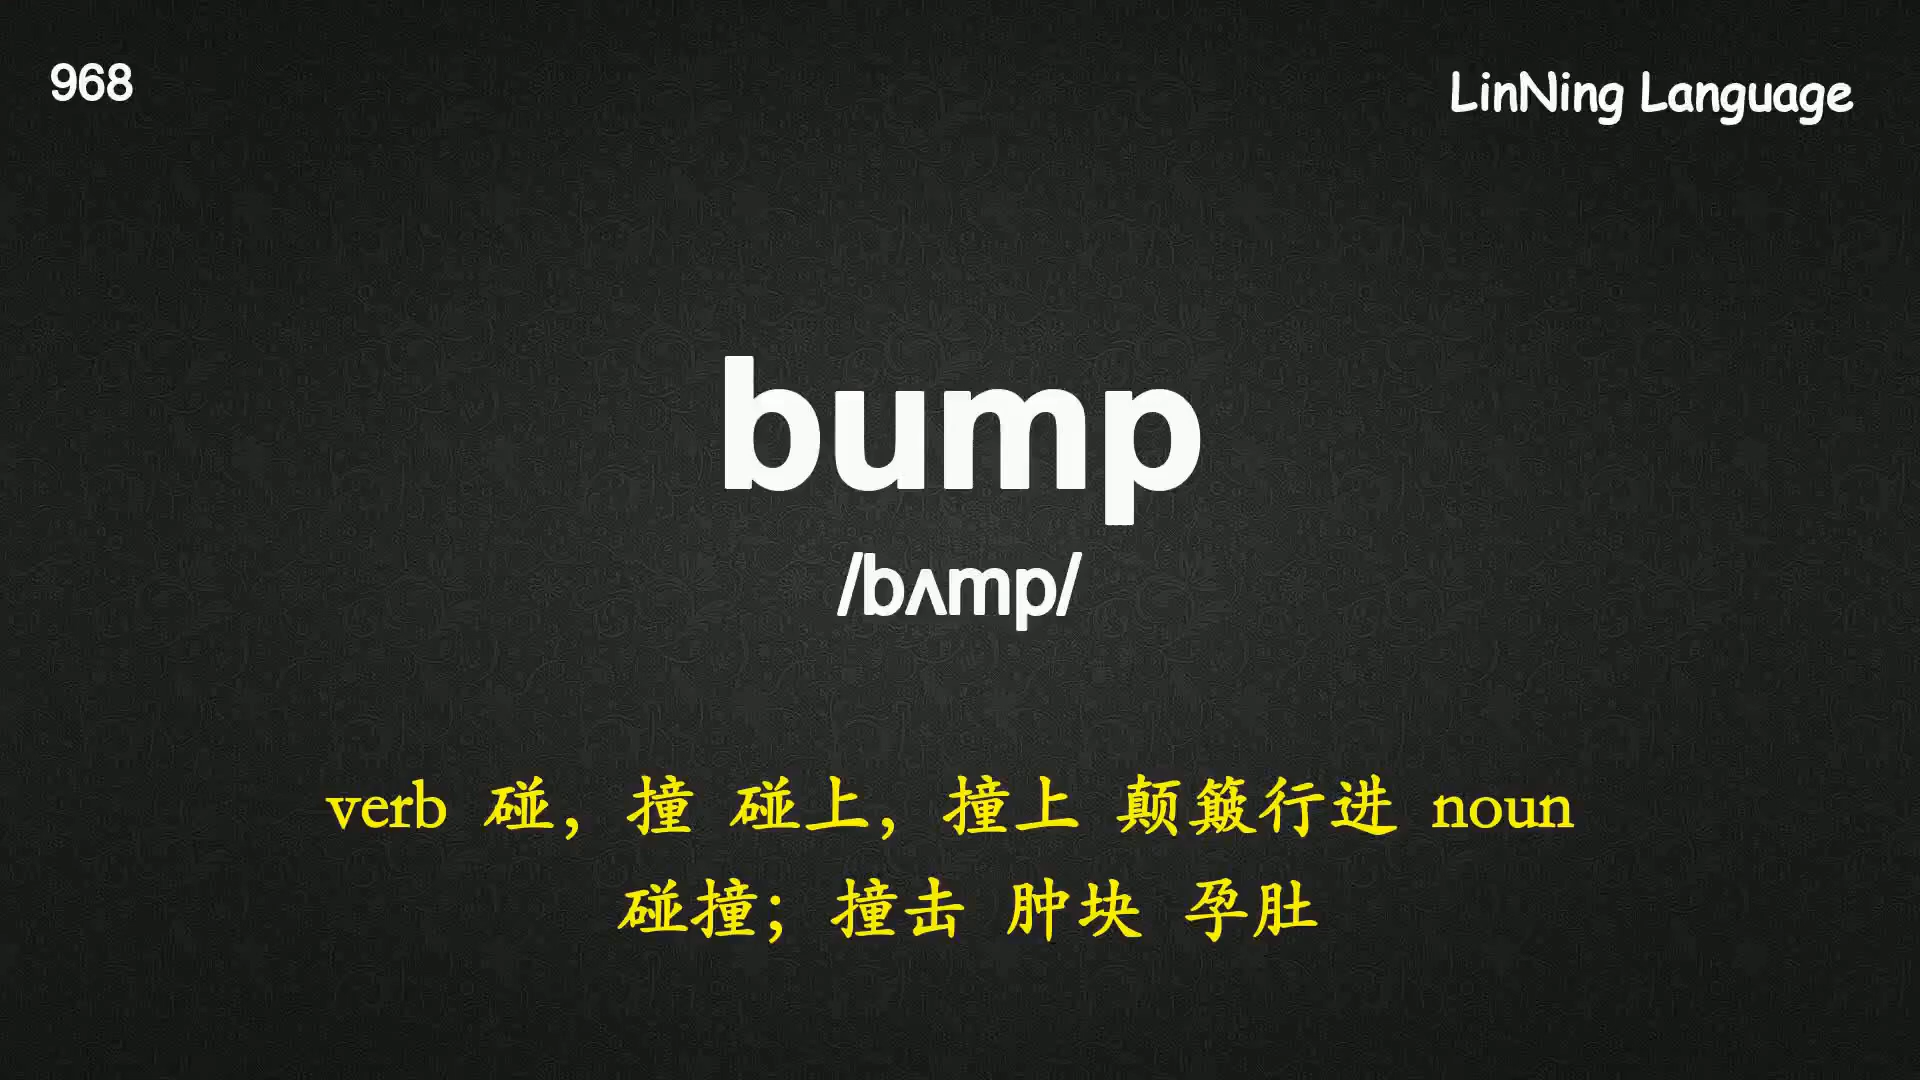 968
LinNing Language
bump
/bʌmp/
verb 碰，撞 碰上，撞上 颠簸行进 noun
碰撞；撞击 肿块 孕肚